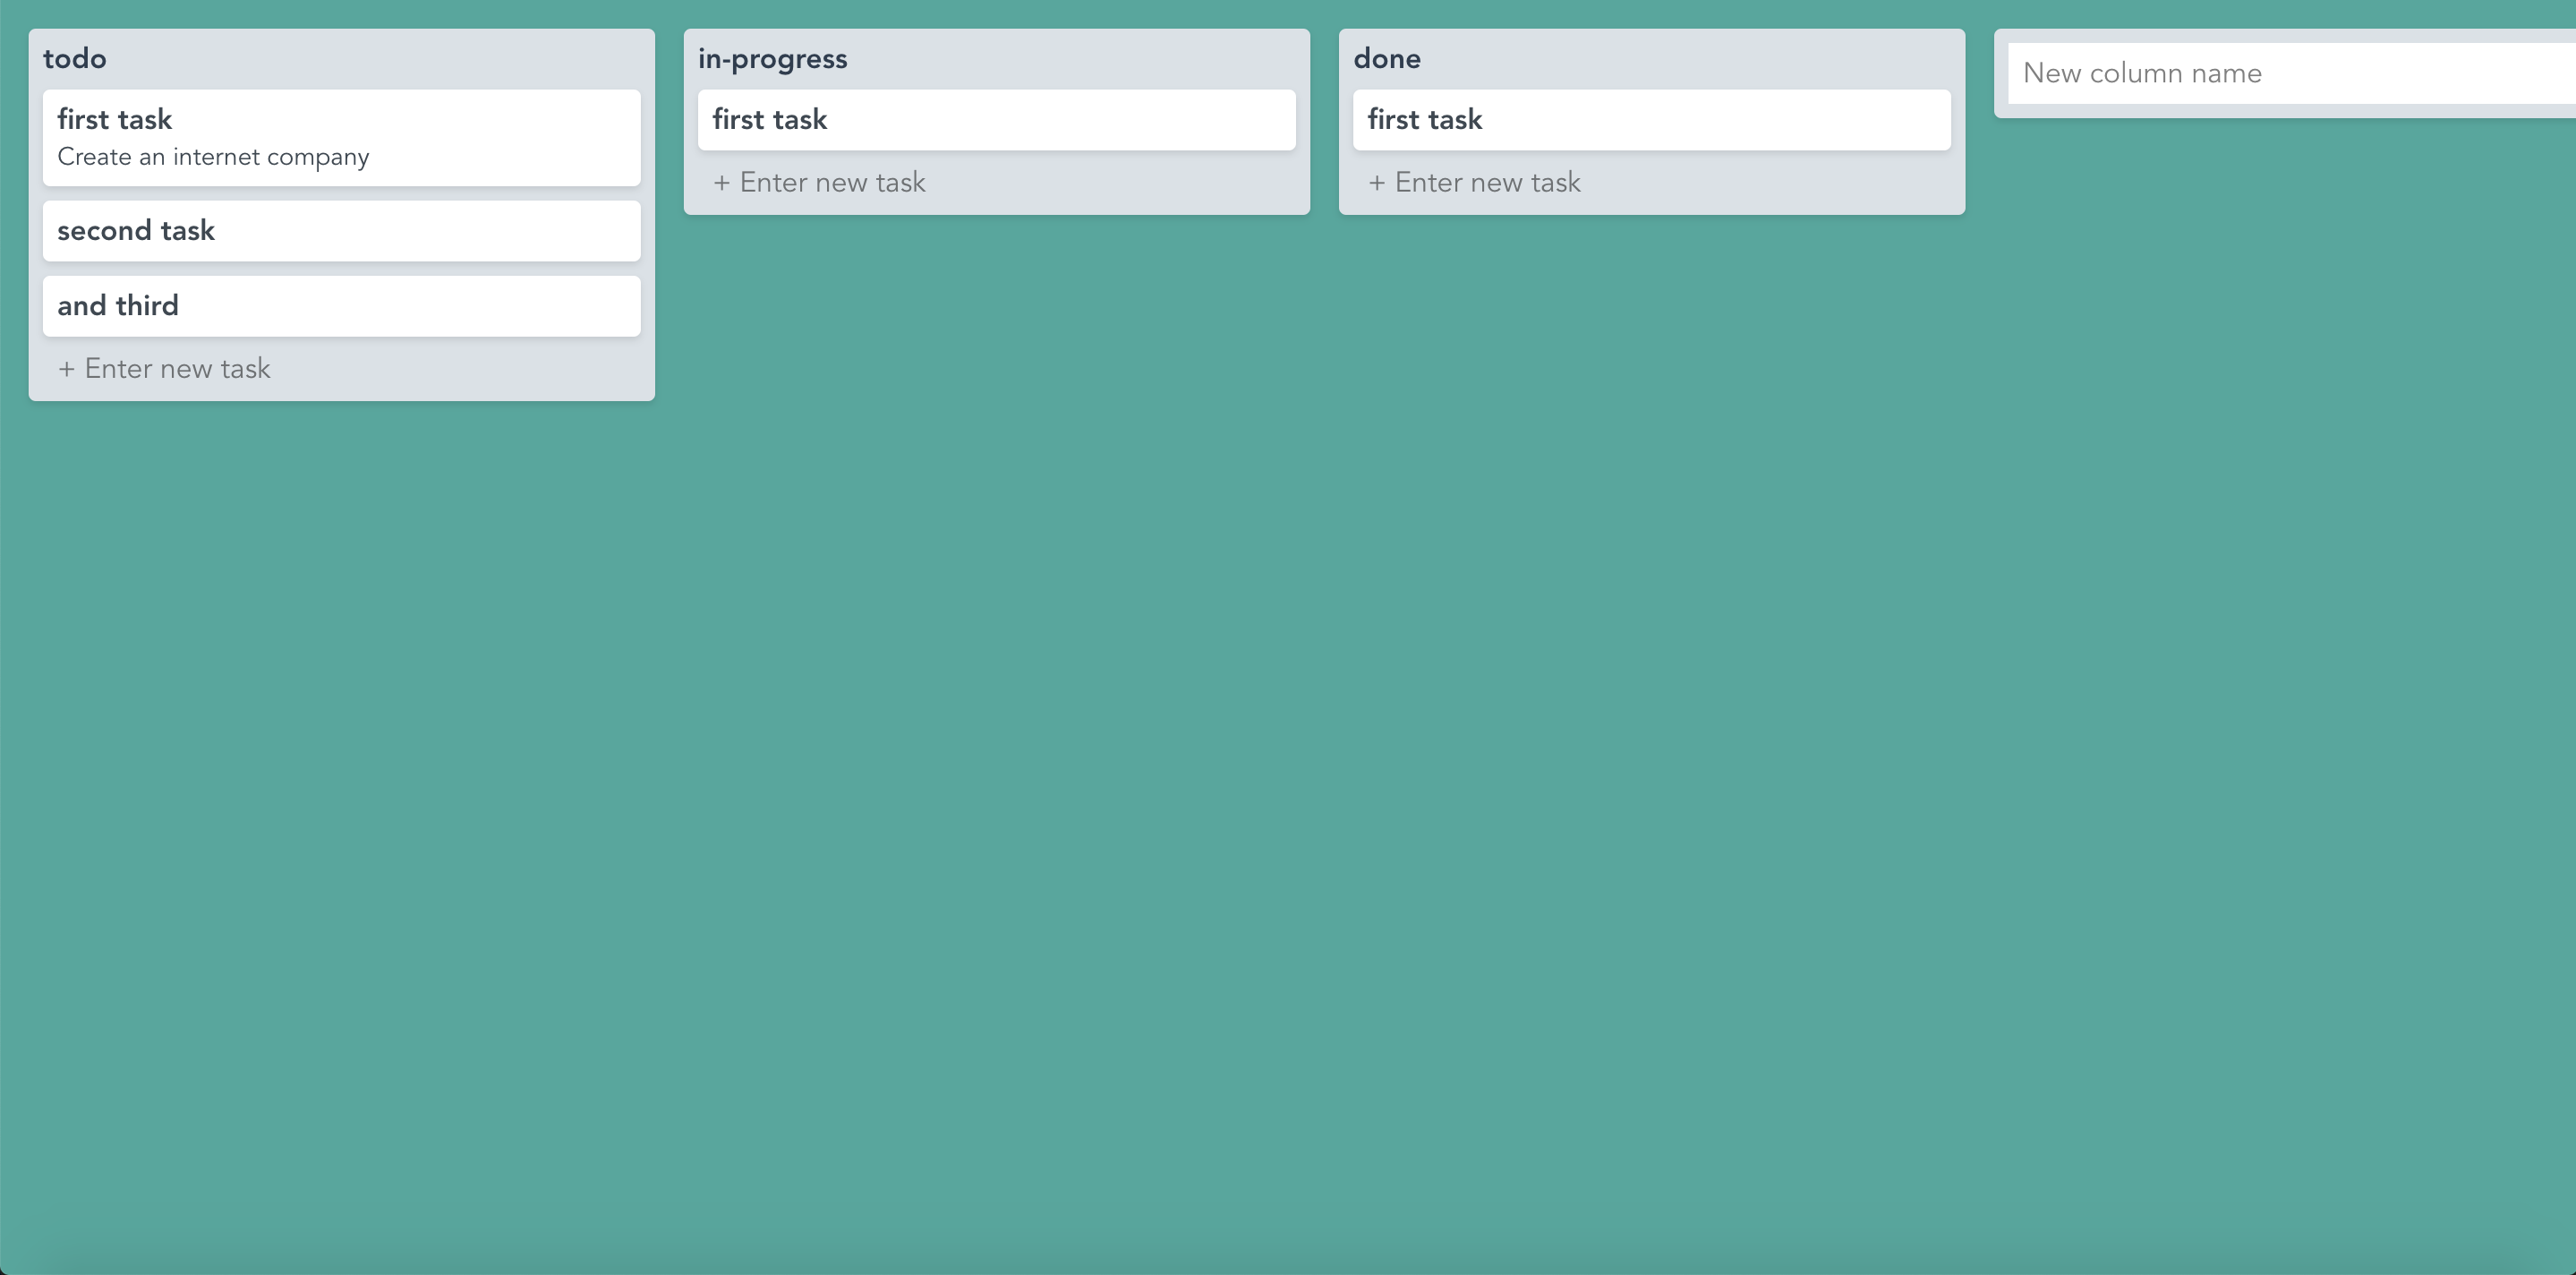 todo
first task
Create an internet company
second task
and third
+ Enter new task
in-progress
first task
+ Enter new task
done
first task
+ Enter new task
New column name